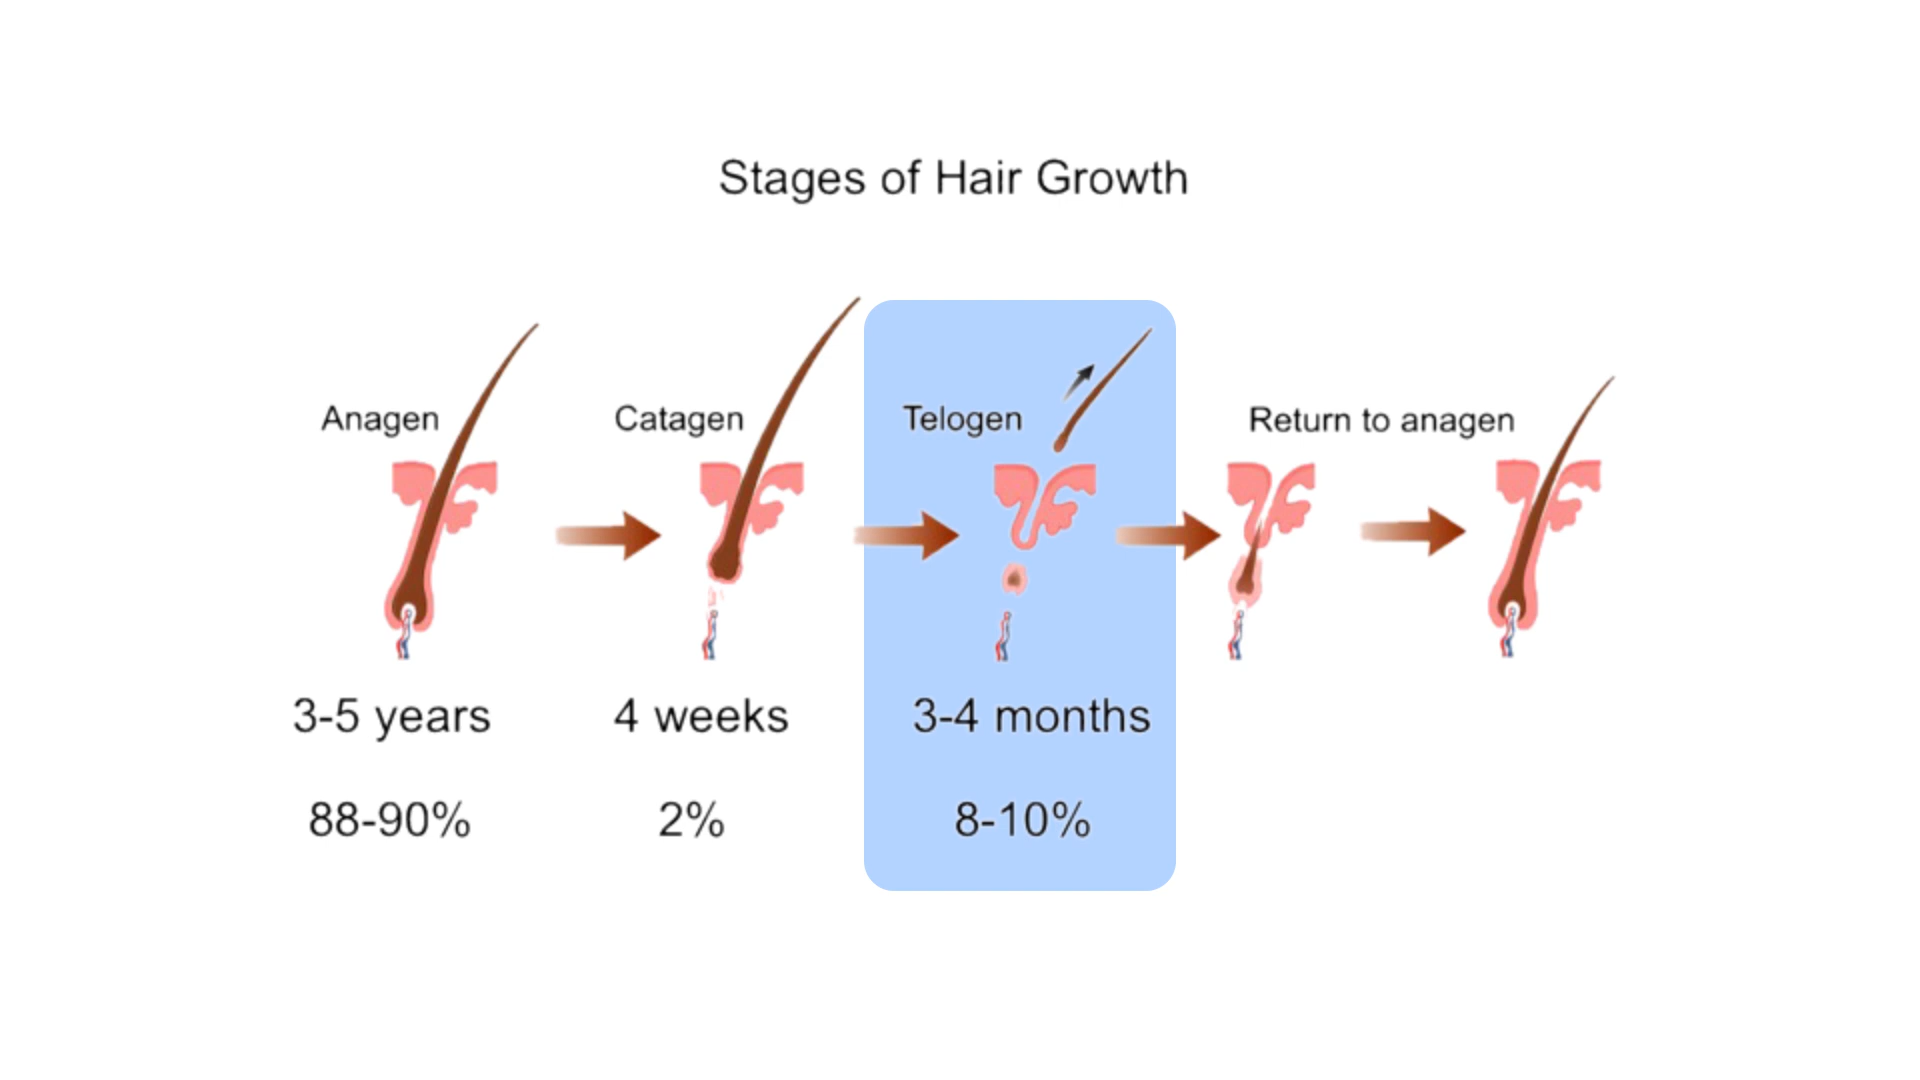 Stages of Hair Growth
Anagen
Catagen
Telogen
Return to anagen
3-5 years
4 weeks
3-4 months
88-90%
2%
8-10%